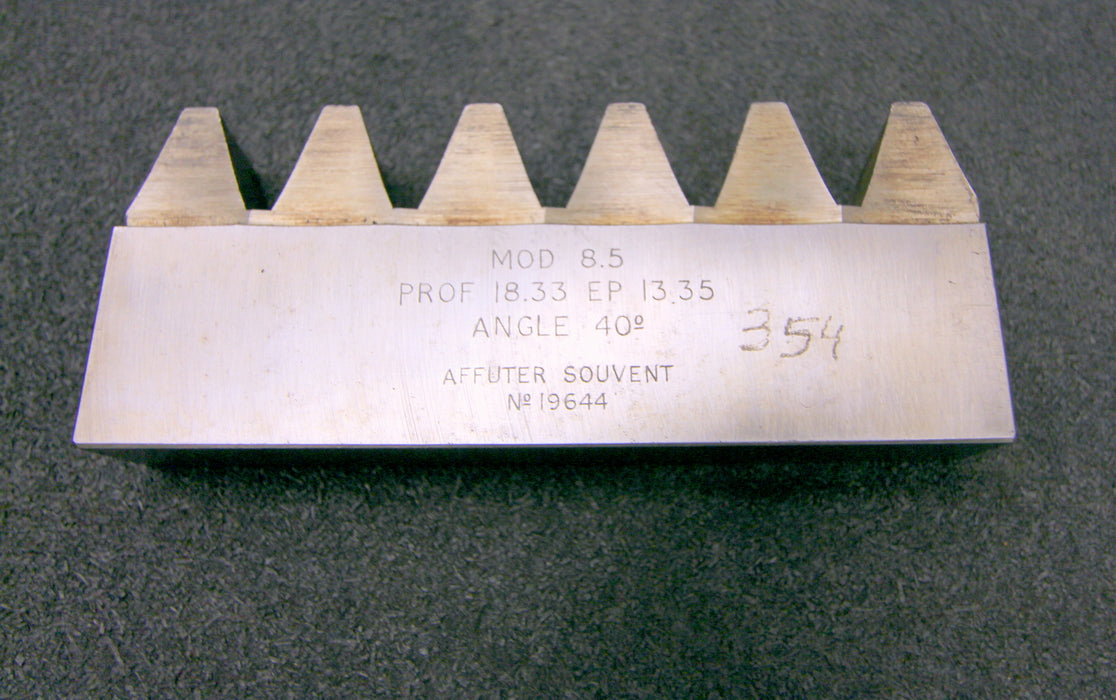 MOD 8.5
PROF 18.33 EP 13.35
ANGLE 40º
354
AFFUTER SOUVENT
Nº 19644